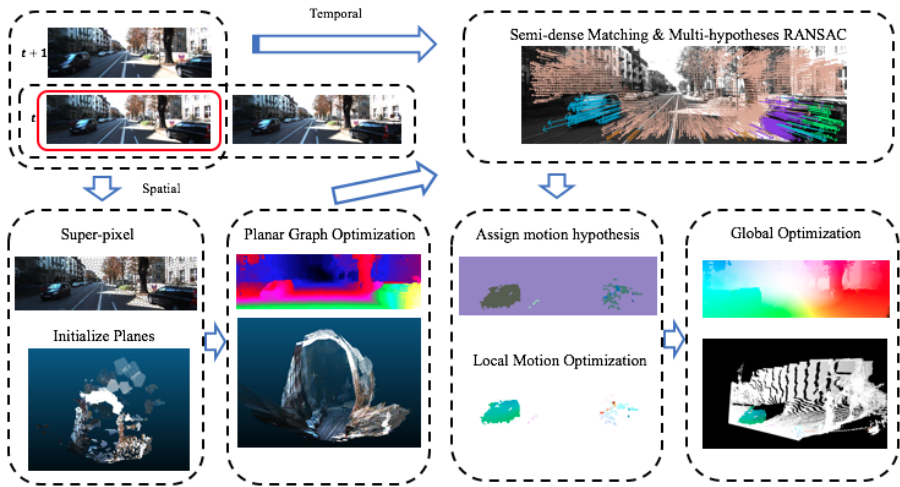 Temporal
t + 1
t
Semi-dense Matching & Multi-hypotheses RANSAC
Spatial
Super-pixel
Initialize Planes
Planar Graph Optimization
Assign motion hypothesis
Local Motion Optimization
Global Optimization